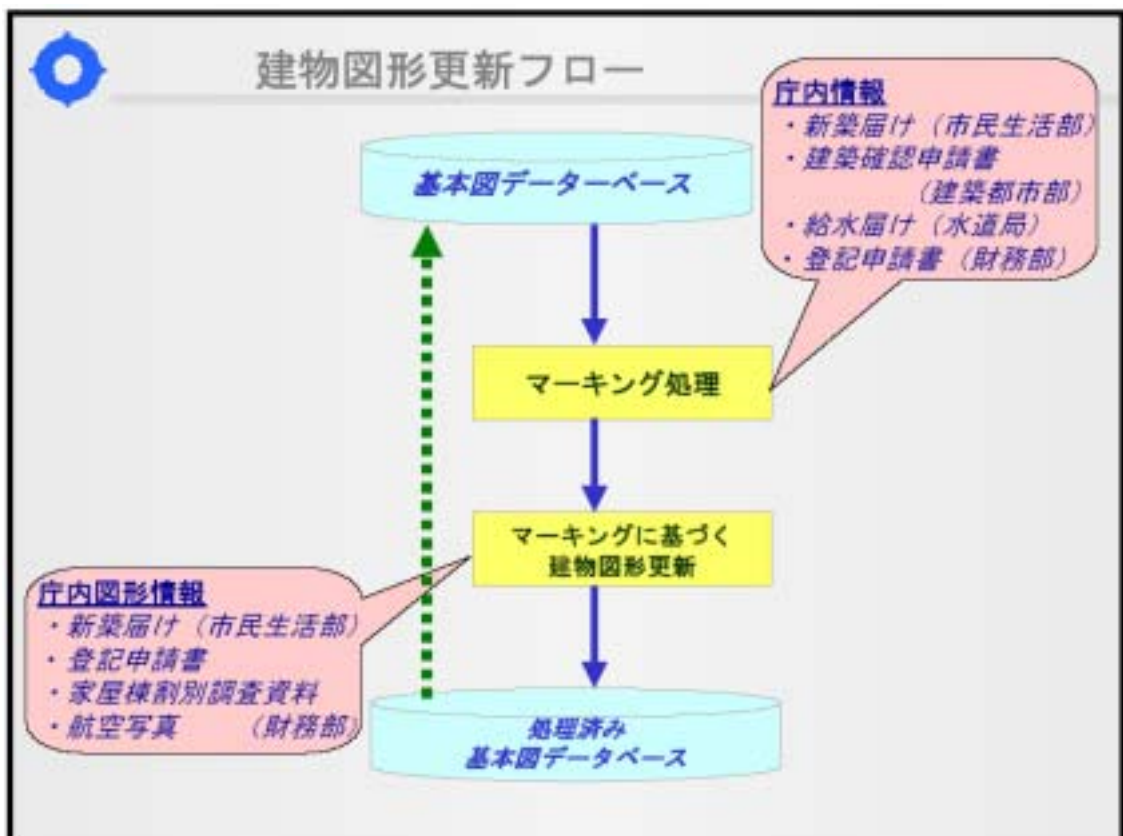 建物図形更新フロー
庁内情報
・新築届け（市民生活部）
・建築確認申請書
（建築都市部）
・給水届け（水道局）
・登記申請書（財務部）
基本図データーベース
マーキング処理
マーキングに基づく
建物図形更新
庁内図形情報
・新築届け（市民生活部）
・登記申請書
・家屋棟割別調査資料
・航空写真　　（財務部）
処理済み
基本図データベース